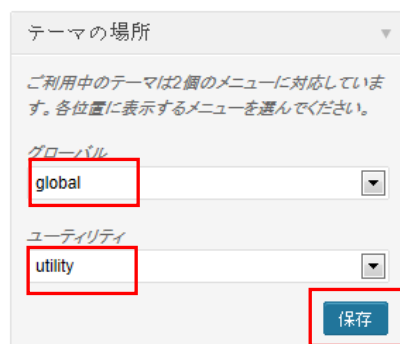 テーマの場所
ご利用中のテーマは2個のメニューに対応していま
す。各位置に表示するメニューを選んでください。
グローバル
global
ユーティリティ
utility
保存